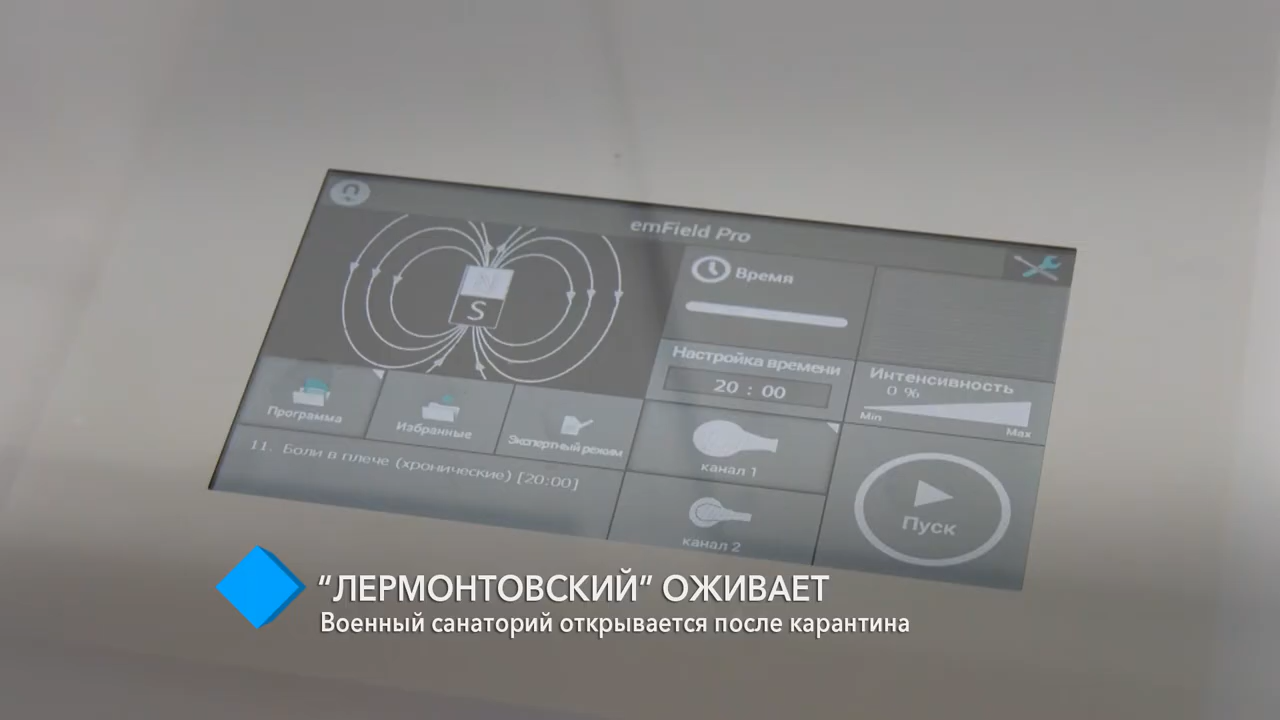 emField Pro
N
S
Время
Настройка времени
20 : 00
Интенсивность
0 %
Min
Max
Программа
Избранные
Экспертный режим
11. Боли в плече (хронические) [20:00]
канал 1
канал 2
Пуск
“ЛЕРМОНТОВСКИЙ” ОЖИВАЕТ
Военный санаторий открывается после карантина